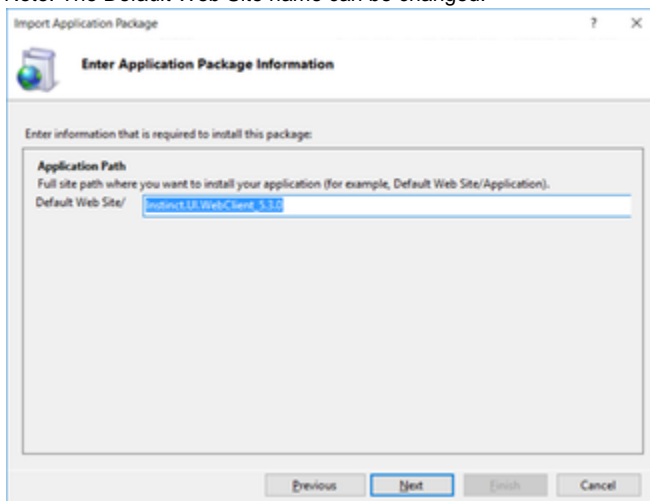 Note: The Default Web Site name can be changed.
Import Application Package
Enter Application Package Information
Enter information that is required to install this package:
Application Path
Full site path where you want to install your application (for example, Default Web Site/Application).
Default Web Site/ Instinct.UI.WebClient_5.3.0
Previous Next Finish Cancel